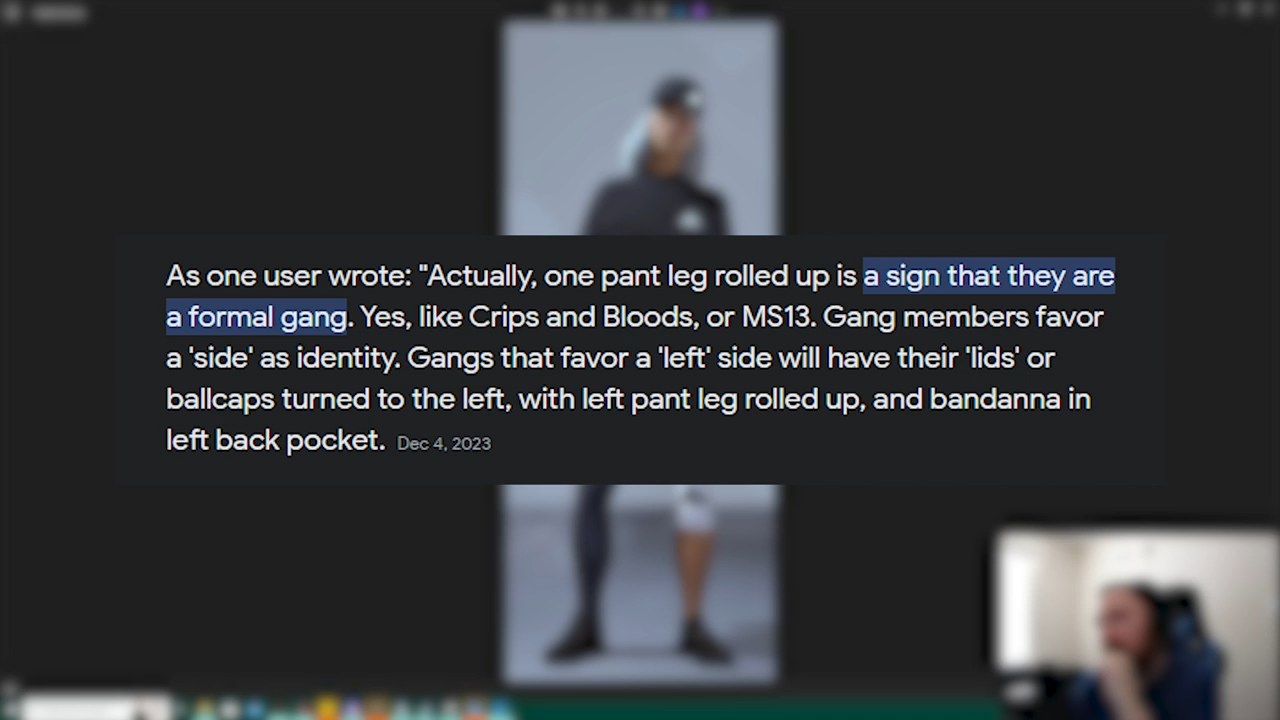 As one user wrote: "Actually, one pant leg rolled up is a sign that they are
a formal gang. Yes, like Crips and Bloods, or MS13. Gang members favor
a 'side' as identity. Gangs that favor a 'left' side will have their 'lids' or
ballcaps turned to the left, with left pant leg rolled up, and bandanna in
left back pocket. Dec 4, 2023